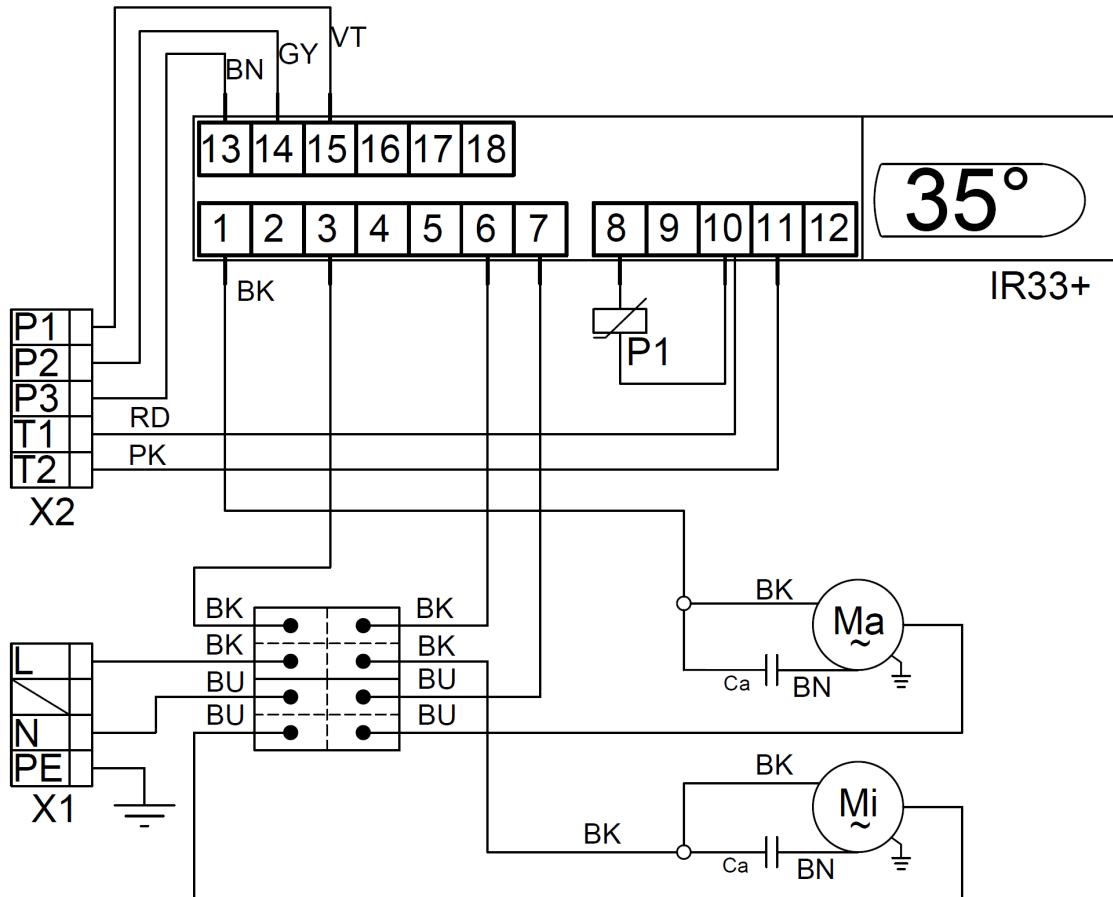 VT
GY
BN
13 14 15 16 17 18
35°
1 2 3 4 5 6 7 8 9 10 11 12
IR33+
BK
P1
P2
P3
T1
T2
X2
P1
RD
PK
BK BK
BK BK
BU BU
BU BU
L
N
PE
X1
BK
Ma
~
Ca
BN
BK
Mi
~
BK
Ca
BN